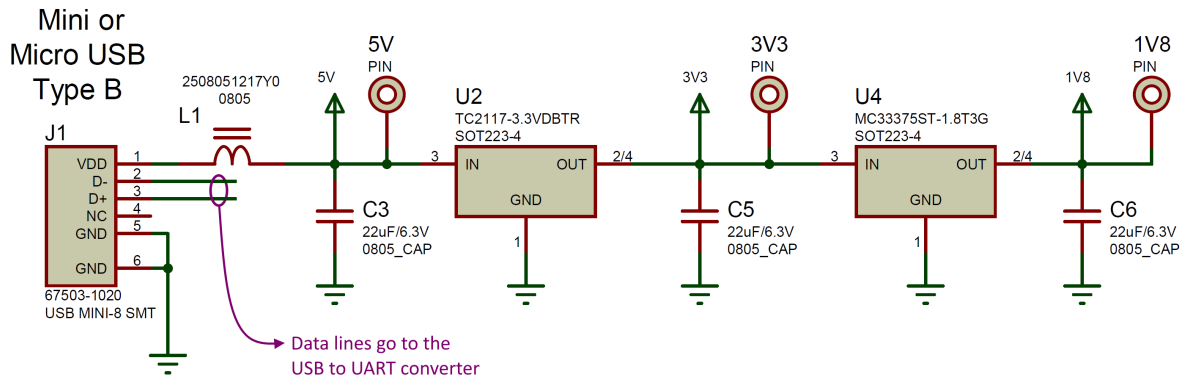 Mini or
Micro USB
Type B
J1
VDD 1
D- 2
D+ 3
NC 4
GND 5
GND 6
67503-1020
USB MINI-8 SMT
2508051217Y0
0805
L1
Data lines go to the
USB to UART converter
5V
5V
PIN
C3
22uF/6.3V
0805_CAP
U2
TC2117-3.3VDBTR
SOT223-4
3 IN OUT 2/4
GND
1
3V3
3V3
PIN
C5
22uF/6.3V
0805_CAP
U4
MC33375ST-1.8T3G
SOT223-4
3 IN OUT 2/4
GND
1
1V8
1V8
PIN
C6
22uF/6.3V
0805_CAP